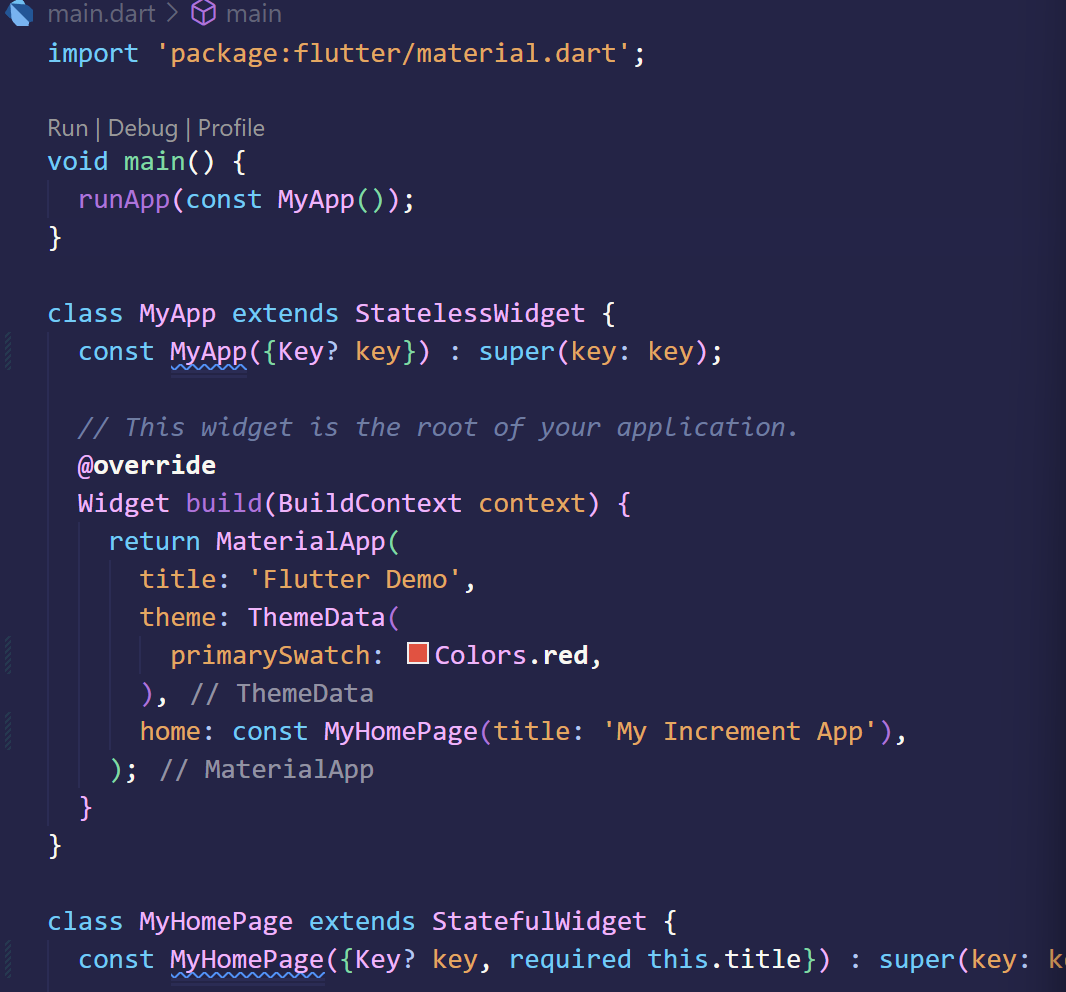 main.dart > main
import 'package:flutter/material.dart';
Run | Debug | Profile
void main() {
  runApp(const MyApp());
}
class MyApp extends StatelessWidget {
  const MyApp({Key? key}) : super(key: key);
  // This widget is the root of your application.
  @override
  Widget build(BuildContext context) {
    return MaterialApp(
      title: 'Flutter Demo',
      theme: ThemeData(
        primarySwatch: Colors.red,
      ), // ThemeData
      home: const MyHomePage(title: 'My Increment App'),
    ); // MaterialApp
  }
}
class MyHomePage extends StatefulWidget {
  const MyHomePage({Key? key, required this.title}) : super(key: